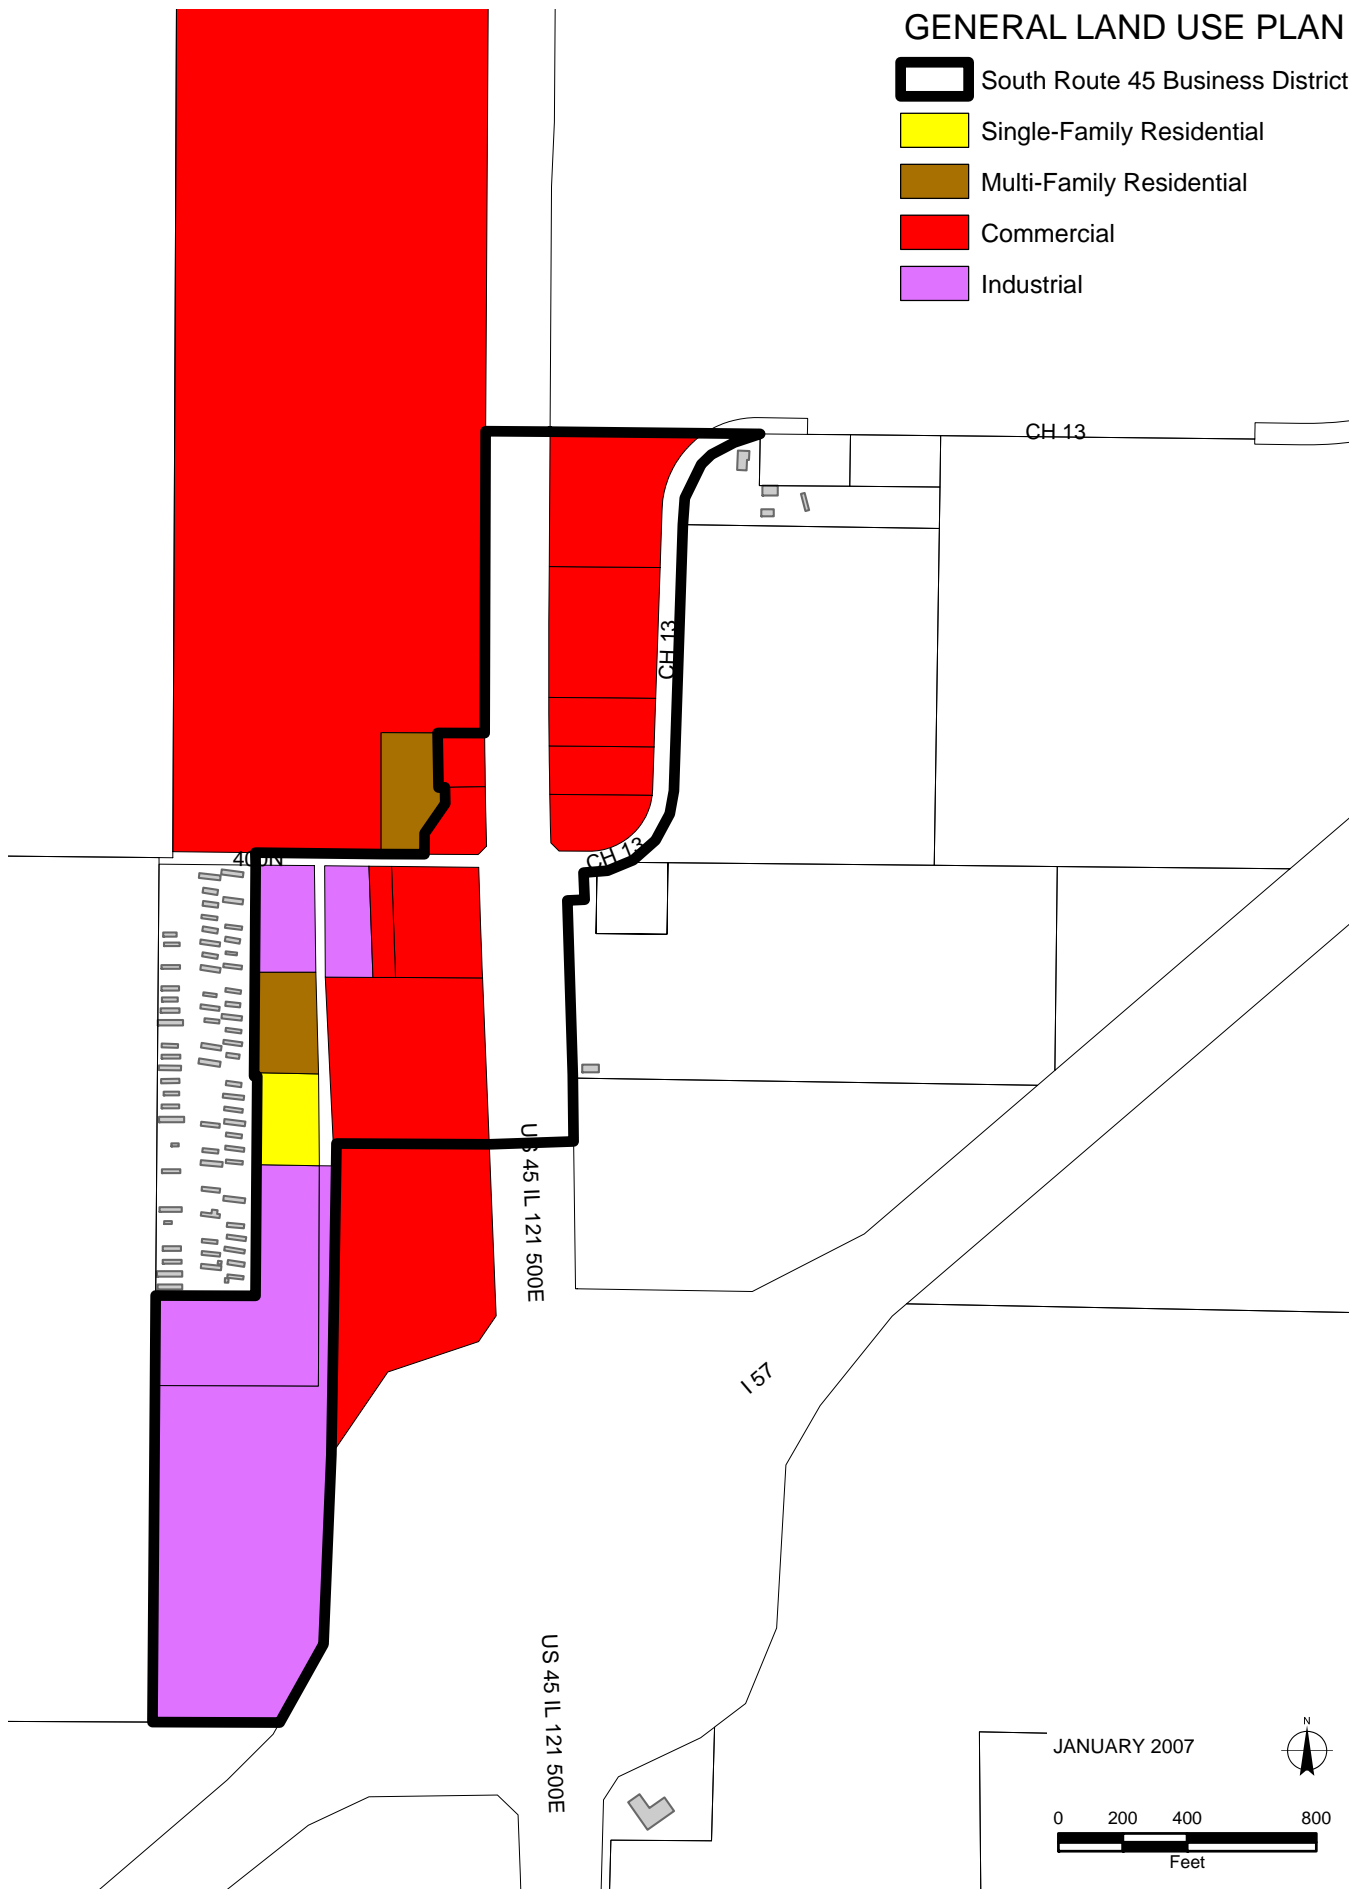 GENERAL LAND USE PLAN
South Route 45 Business District
Single-Family Residential
Multi-Family Residential
Commercial
Industrial
CH 13
CH 13
CH 13
400N
US 45 IL 121 500E
I 57
US 45 IL 121 500E
JANUARY 2007
N
0 200 400 800
Feet